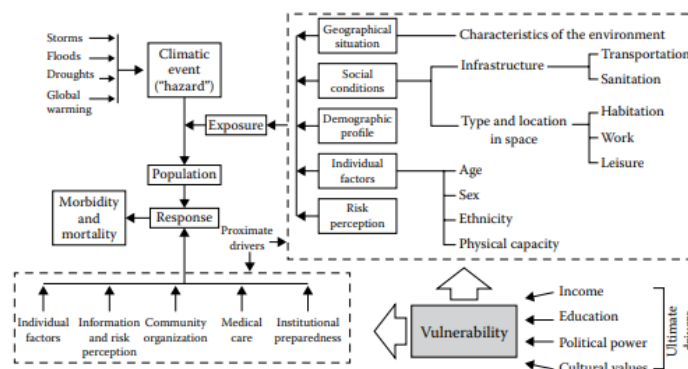 Storms
Floods
Droughts
Global
warming
Climatic
event
("hazard")
Exposure
Population
Response
Morbidity
and
mortality
Proximate
drivers
Geographical
situation
Social
conditions
Demographic
profile
Individual
factors
Risk
perception
Characteristics of the environment
Infrastructure
Transportation
Sanitation
Type and location
in space
Habitation
Work
Leisure
Age
Sex
Ethnicity
Physical capacity
Individual
factors
Information
and risk
perception
Community
organization
Medical
care
Institutional
preparedness
Vulnerability
Income
Education
Political power
Cultural values
Ultimate